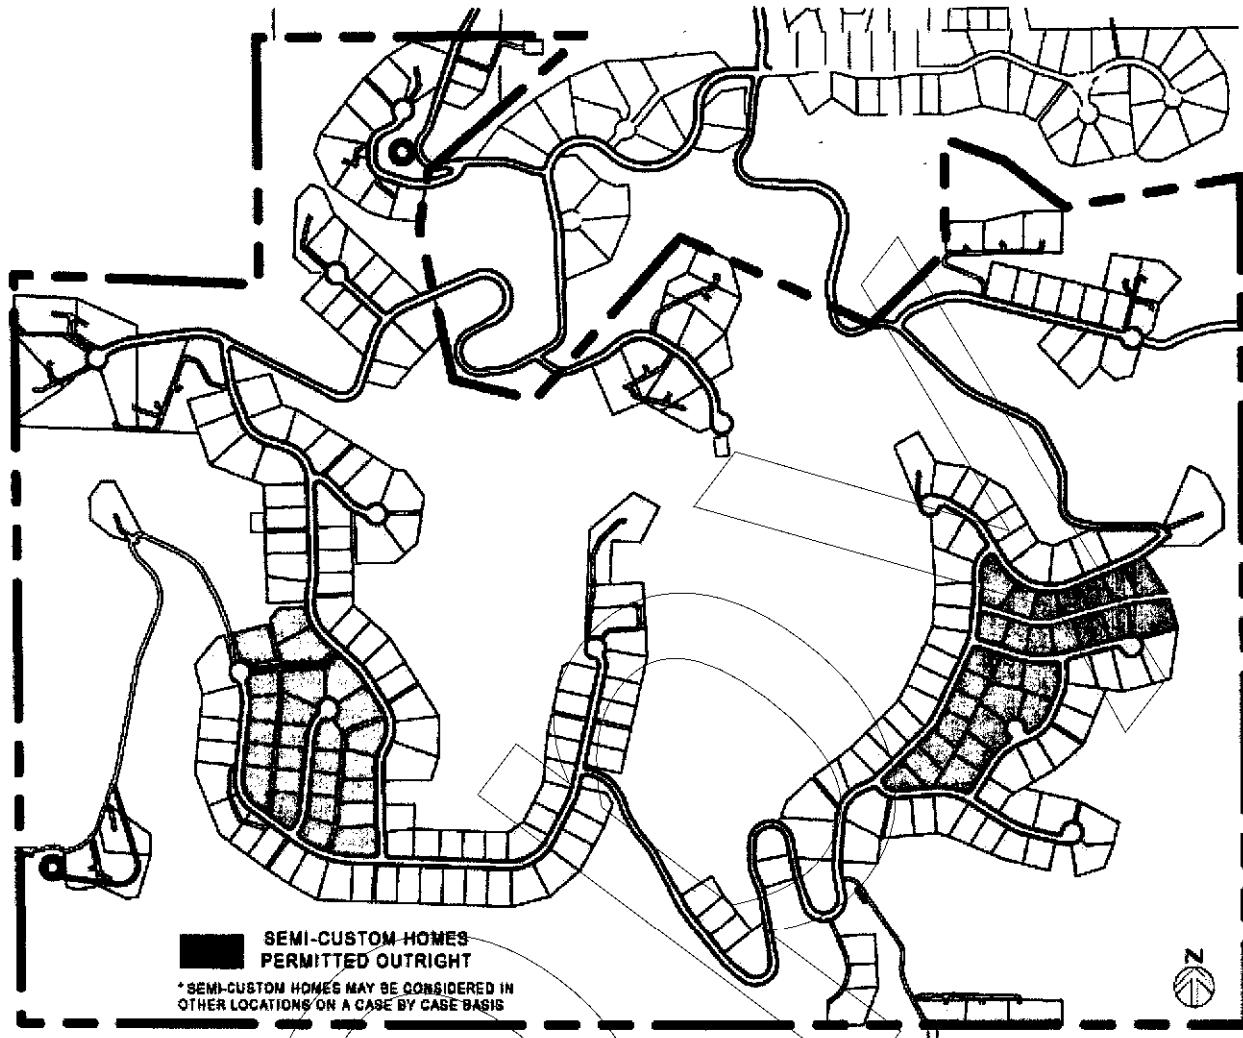 SEMI-CUSTOM HOMES
PERMITTED OUTRIGHT
* SEMI-CUSTOM HOMES MAY BE CONSIDERED IN
OTHER LOCATIONS ON A CASE BY CASE BASIS
N